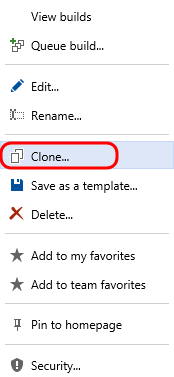 View builds
Queue build...
Edit...
Rename...
Clone...
Save as a template...
Delete...
Add to my favorites
Add to team favorites
Pin to homepage
Security...